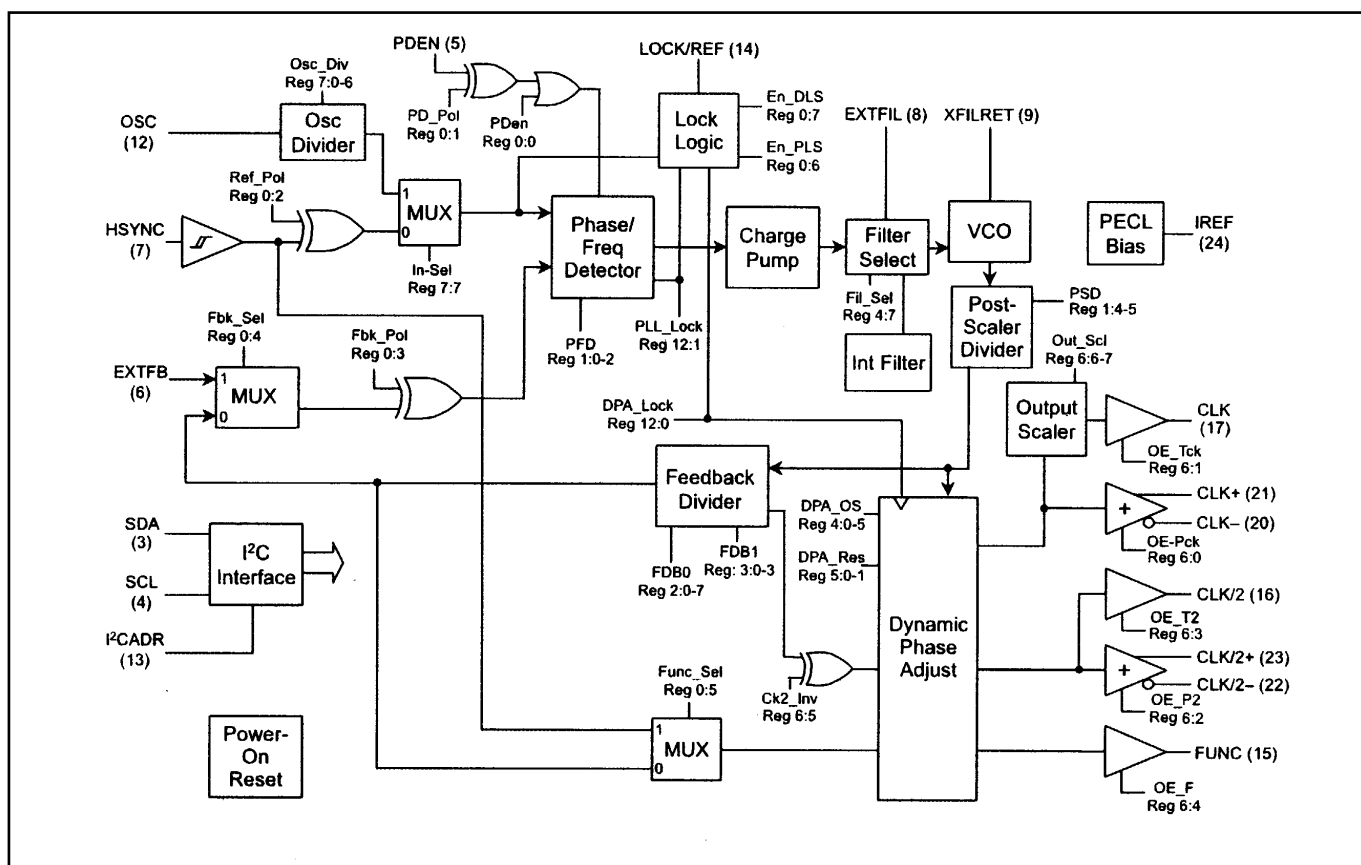 PDEN (5)
LOCK/REF (14)
Osc_Div
Reg 7:0-6
OSC
(12)
Osc
Divider
PD_Pol
Reg 0:1
PDen
Reg 0:0
Lock
Logic
En_DLS
Reg 0:7
En_PLS
Reg 0:6
EXTFIL (8)
XFILRET (9)
Ref_Pol
Reg 0:2
HSYNC
(7)
1
MUX
0
In-Sel
Reg 7:7
Phase/
Freq
Detector
PFD
Reg 1:0-2
PLL_Lock
Reg 12:1
Charge
Pump
Filter
Select
Fil_Sel
Reg 4:7
Int Filter
VCO
PECL
Bias
IREF
(24)
Post-
Scaler
Divider
PSD
Reg 1:4-5
Fbk_Sel
Reg 0:4
EXTFB
(6)
1
MUX
0
Fbk_Pol
Reg 0:3
DPA_Lock
Reg 12:0
Out_Scl
Reg 6:6-7
Output
Scaler
CLK
(17)
OE_Tck
Reg 6:1
Feedback
Divider
FDB0
Reg 2:0-7
FDB1
Reg: 3:0-3
DPA_OS
Reg 4:0-5
DPA_Res
Reg 5:0-1
+
CLK+ (21)
CLK– (20)
OE-Pck
Reg 6:0
SDA
(3)
SCL
(4)
I²CADR
(13)
I²C
Interface
Dynamic
Phase
Adjust
CLK/2 (16)
OE_T2
Reg 6:3
+
CLK/2+ (23)
CLK/2– (22)
OE_P2
Reg 6:2
Ck2_Inv
Reg 6:5
Func_Sel
Reg 0:5
1
MUX
0
Power-
On
Reset
FUNC (15)
OE_F
Reg 6:4